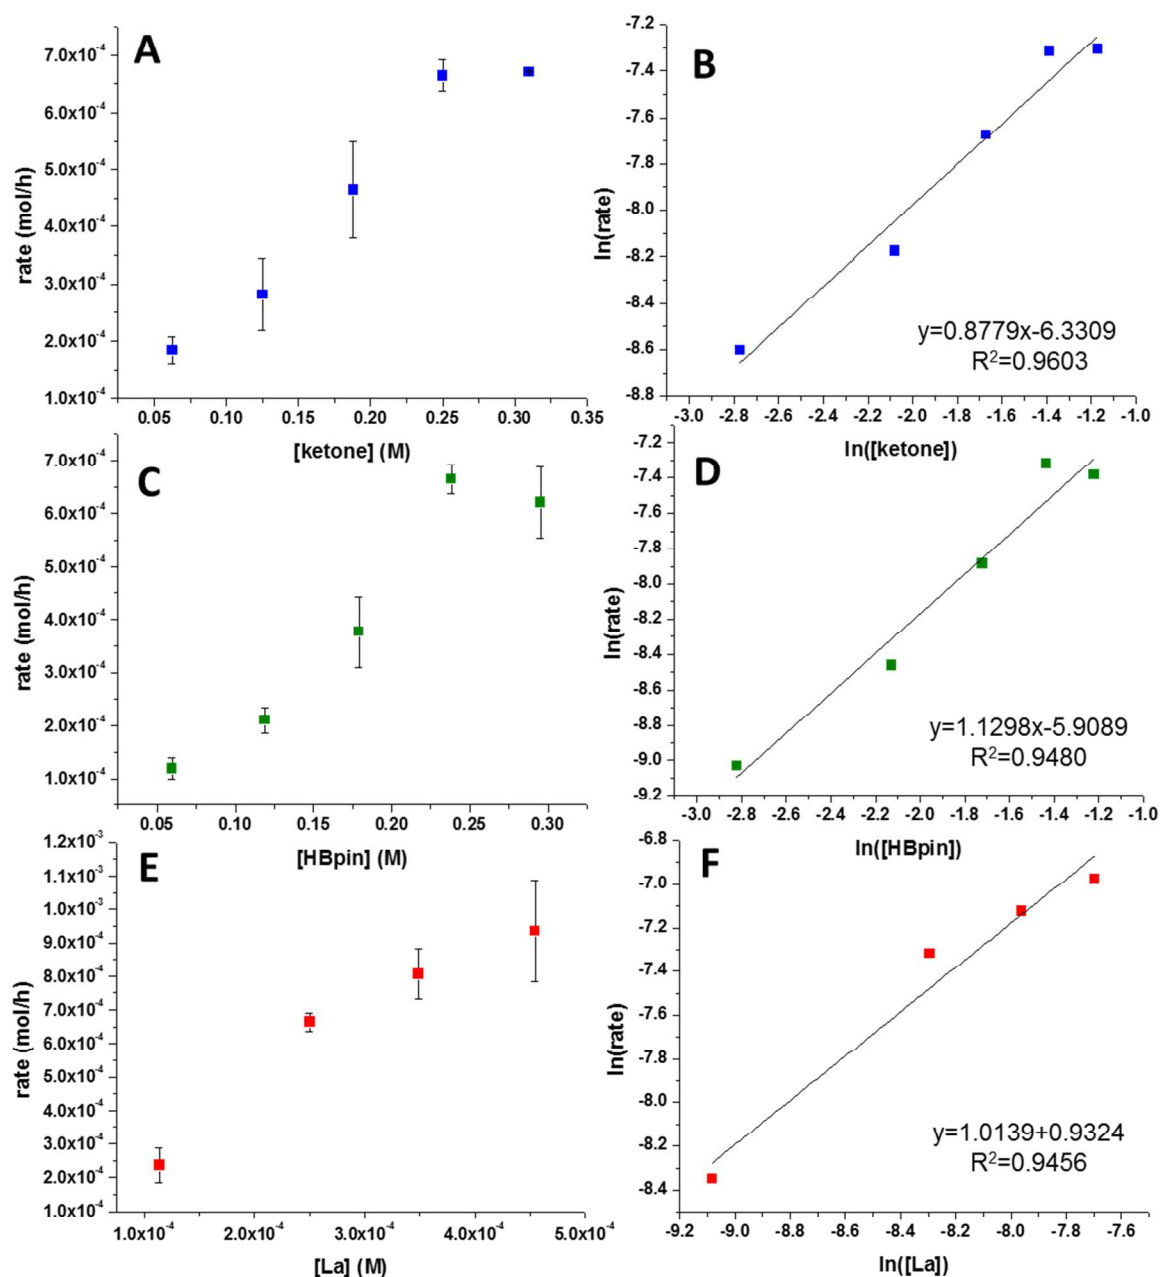 A
7.0x10⁻⁴
6.0x10⁻⁴
5.0x10⁻⁴
4.0x10⁻⁴
3.0x10⁻⁴
2.0x10⁻⁴
1.0x10⁻⁴
rate (mol/h)
0.05 0.10 0.15 0.20 0.25 0.30 0.35
[ketone] (M)
B
-7.2
-7.4
-7.6
-7.8
-8.0
-8.2
-8.4
-8.6
-8.8
ln(rate)
y=0.8779x-6.3309
R²=0.9603
-3.0 -2.8 -2.6 -2.4 -2.2 -2.0 -1.8 -1.6 -1.4 -1.2 -1.0
ln([ketone])
C
7.0x10⁻⁴
6.0x10⁻⁴
5.0x10⁻⁴
4.0x10⁻⁴
3.0x10⁻⁴
2.0x10⁻⁴
1.0x10⁻⁴
rate (mol/h)
0.05 0.10 0.15 0.20 0.25 0.30
[HBpin] (M)
D
-7.2
-7.4
-7.6
-7.8
-8.0
-8.2
-8.4
-8.6
-8.8
-9.0
-9.2
ln(rate)
y=1.1298x-5.9089
R²=0.9480
-3.0 -2.8 -2.6 -2.4 -2.2 -2.0 -1.8 -1.6 -1.4 -1.2 -1.0
ln([HBpin])
E
1.2x10⁻³
1.1x10⁻³
1.0x10⁻³
9.0x10⁻⁴
8.0x10⁻⁴
7.0x10⁻⁴
6.0x10⁻⁴
5.0x10⁻⁴
4.0x10⁻⁴
3.0x10⁻⁴
2.0x10⁻⁴
1.0x10⁻⁴
rate (mol/h)
1.0x10⁻⁴ 2.0x10⁻⁴ 3.0x10⁻⁴ 4.0x10⁻⁴ 5.0x10⁻⁴
[La] (M)
F
-6.8
-7.0
-7.2
-7.4
-7.6
-7.8
-8.0
-8.2
-8.4
ln(rate)
y=1.0139+0.9324
R²=0.9456
-9.2 -9.0 -8.8 -8.6 -8.4 -8.2 -8.0 -7.8 -7.6
ln([La])